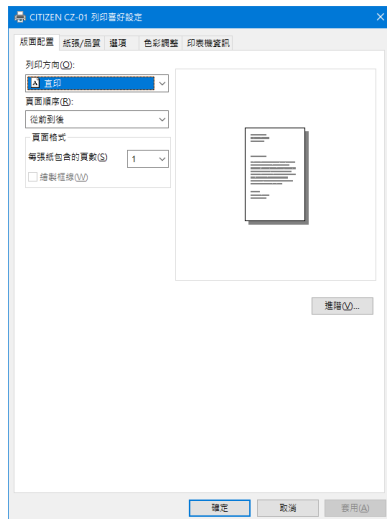 CITIZEN CZ-01 列印喜好設定
版面配置 紙張/品質 選項 色彩調整 印表機資訊
列印方向(O):
直印
頁面順序(R):
從前到後
頁面格式
每張紙包含的頁數(S) 1
繪製框線(W)
進階(V)...
確定 取消 套用(A)